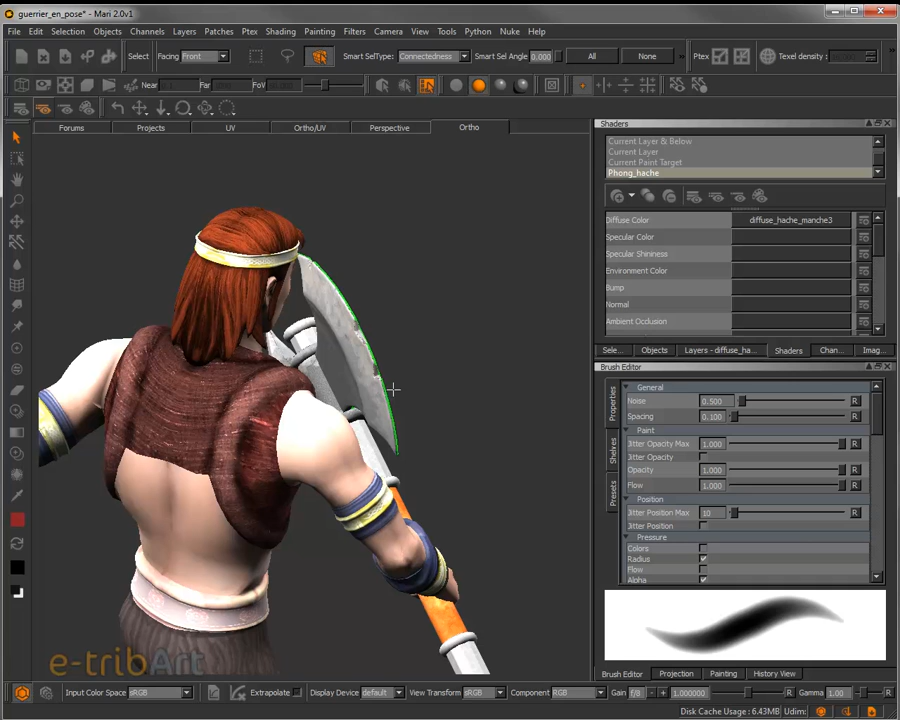 guerrier_en_pose* - Mari 2.0v1
File Edit Selection Objects Channels Layers Patches Shading Painting Camera View Tools Python Nuke Help
Select Facing Front Smart SelType: Connectedness Smart Sel Angle 0.000 All None Ptex Texel density
Near Far FoV
Forums Projects UV Ortho/UV Perspective Ortho
Shaders
Current Layer & Below
Current Layer
Current Paint Target
Phong_hache
Diffuse Color diffuse_hache_manche3
Specular Color
Specular Shininess
Environment Color
Bump
Normal
Ambient Occlusion
Sele... Objects Layers - diffuse_ha... Shaders Chan... Imag...
Brush Editor
Properties
Shelves
Presets
General
Noise 0.500 R
Spacing 0.100 R
Paint
Jitter Opacity Max 1.000 R
Jitter Opacity
Opacity 1.000 R
Flow 1.000 R
Position
Jitter Position Max 10 R
Jitter Position
Pressure
Colors
Radius
Flow
Alpha
e-tribArt
Brush Editor Projection Painting History View
Input Color Space sRGB Extrapolate Display Device default View Transform sRGB Component RGB Gain f/8 - + 1.000000 R Gamma 1.00 R
Disk Cache Usage : 6.43MB Udim: